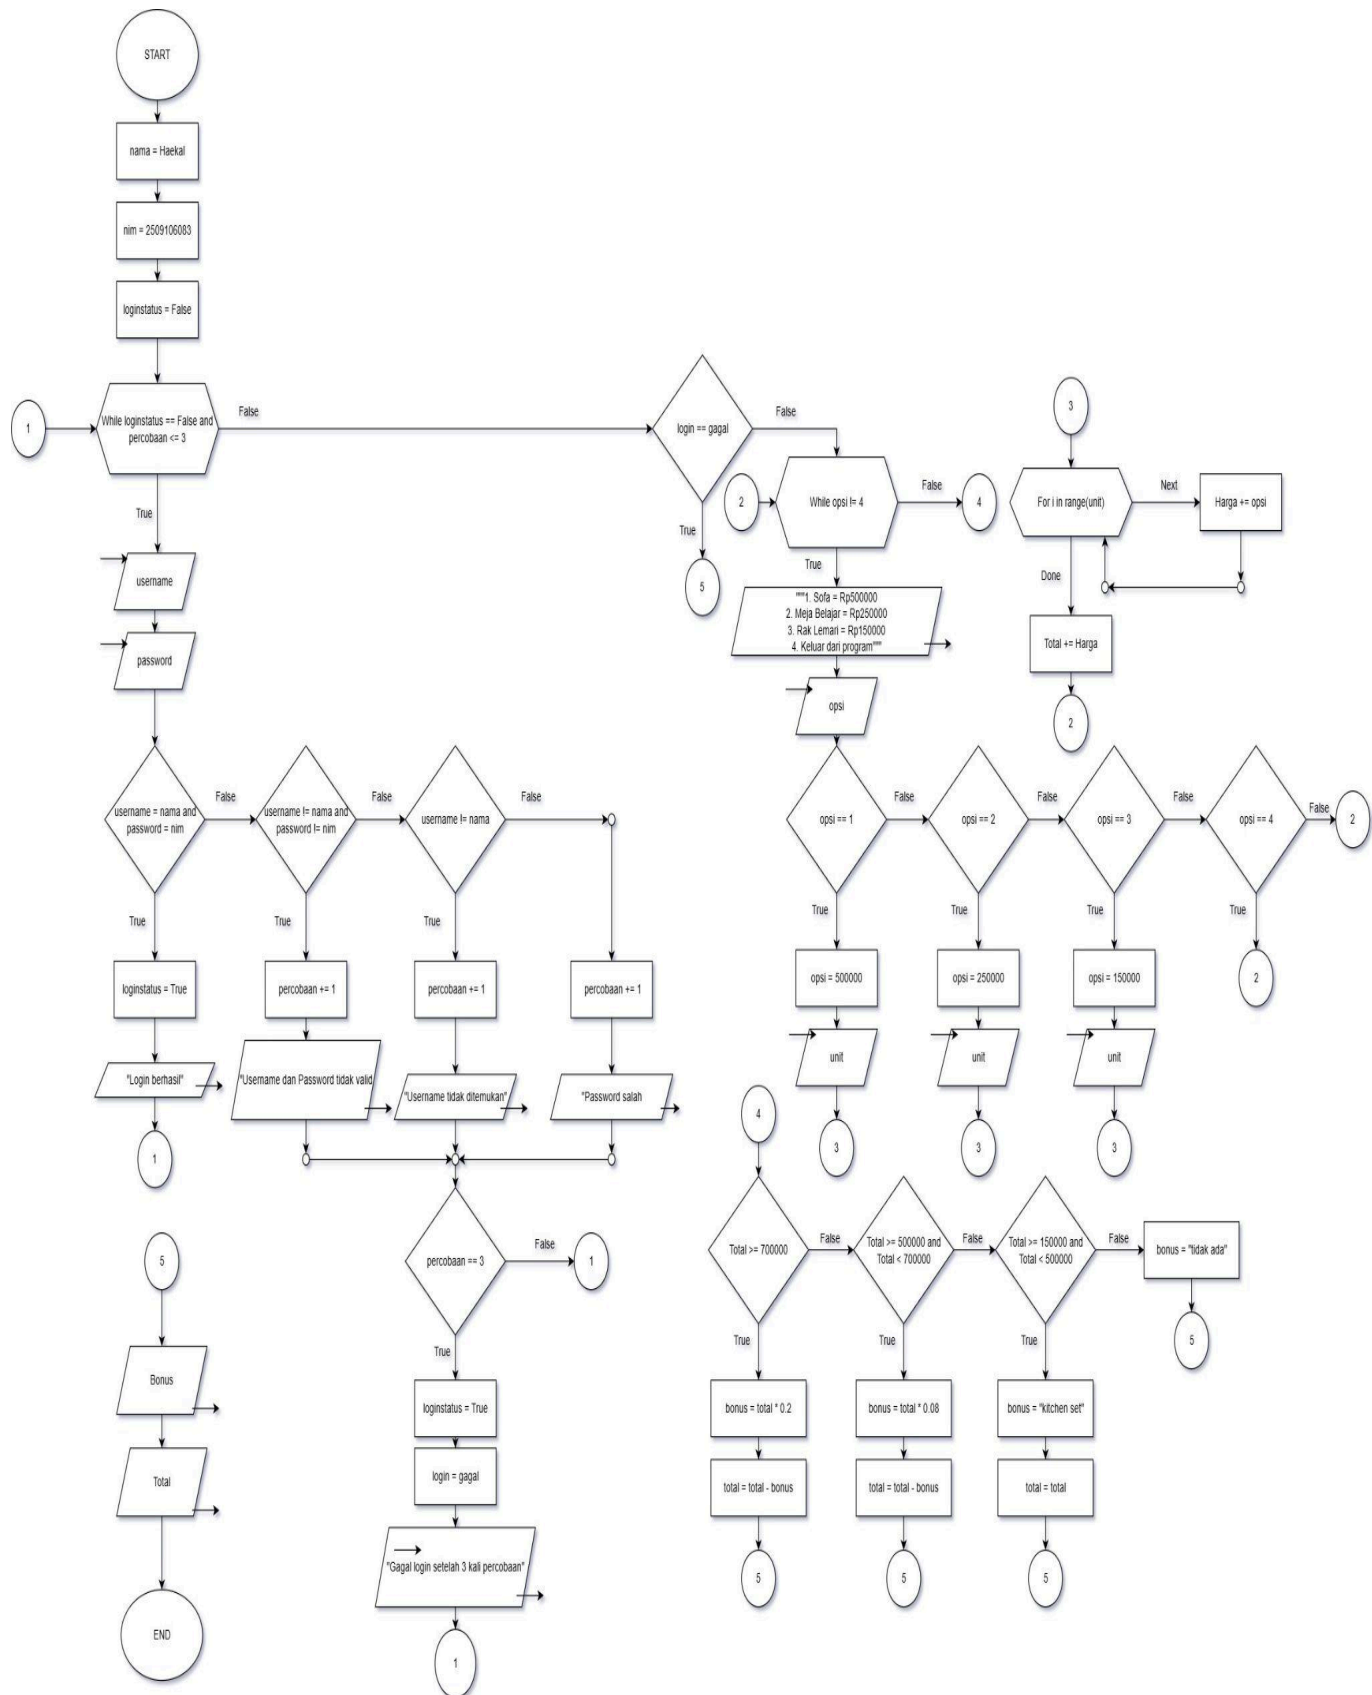 START
nama = Haekal
nim = 2509106083
loginstatus = False
1
While loginstatus == False and
percobaan <= 3
False
True
username
password
username = nama and
password = nim
False
username != nama and
password != nim
False
username != nama
False
True
True
True
loginstatus = True
percobaan += 1
percobaan += 1
percobaan += 1
"Login berhasil"
"Username dan Password tidak valid
"Username tidak ditemukan"
"Password salah
1
percobaan == 3
False
1
True
loginstatus = True
login = gagal
"Gagal login setelah 3 kali percobaan"
1
5
Bonus
Total
END
login == gagal
False
True
5
2
While opsi != 4
False
4
True
"""1. Sofa = Rp500000
2. Meja Belajar = Rp250000
3. Rak Lemari = Rp150000
4. Keluar dari program"""
opsi
3
For i in range(unit)
Next
Harga += opsi
Done
Total += Harga
2
opsi == 1
False
opsi == 2
False
opsi == 3
False
opsi == 4
False
2
True
True
True
True
opsi = 500000
opsi = 250000
opsi = 150000
2
unit
unit
unit
3
3
3
4
Total >= 700000
False
Total >= 500000 and
Total < 700000
False
Total >= 150000 and
Total < 500000
False
bonus = "tidak ada"
5
True
True
True
bonus = total * 0.2
bonus = total * 0.08
bonus = "kitchen set"
total = total - bonus
total = total - bonus
total = total
5
5
5